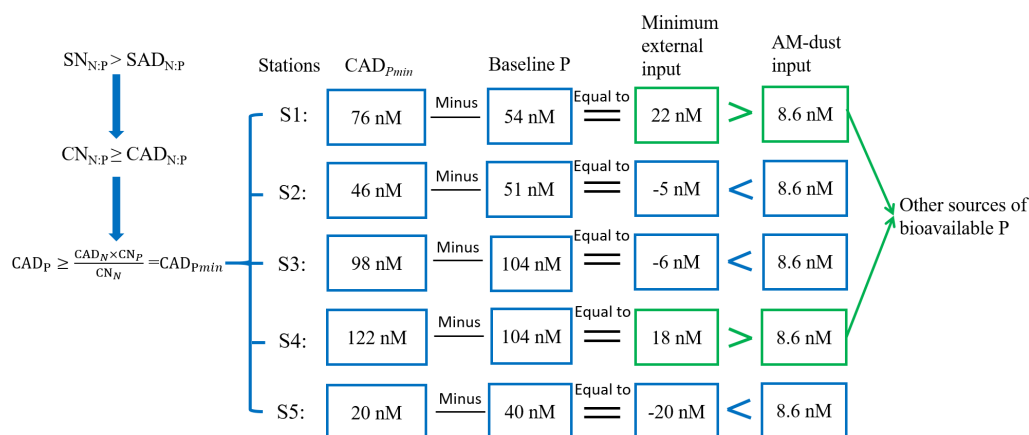 SN_N:P > SAD_N:P
CN_N:P ≥ CAD_N:P
CAD_P ≥ (CAD_N×CN_P)/CN_N =CAD_Pmin
Stations CAD_Pmin Baseline P Minimum external input AM-dust input
S1: 76 nM Minus 54 nM Equal to = 22 nM > 8.6 nM
S2: 46 nM Minus 51 nM Equal to = -5 nM < 8.6 nM
S3: 98 nM Minus 104 nM Equal to = -6 nM < 8.6 nM
S4: 122 nM Minus 104 nM Equal to = 18 nM > 8.6 nM
S5: 20 nM Minus 40 nM Equal to = -20 nM < 8.6 nM
Other sources of
bioavailable P